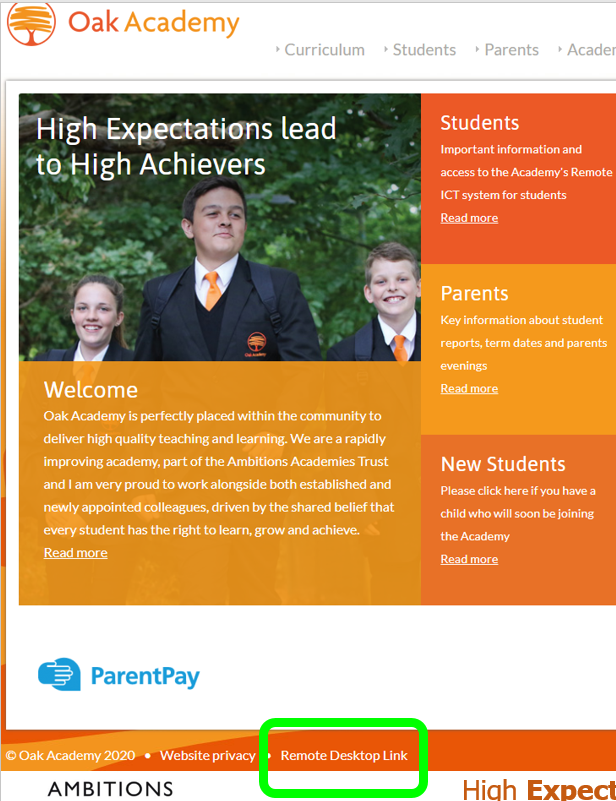 Oak Academy
Curriculum
Students
Parents
Academ
High Expectations lead
to High Achievers
Oak Academy
Welcome
Oak Academy is perfectly placed within the community to
deliver high quality teaching and learning. We are a rapidly
improving academy, part of the Ambitions Academies Trust
and I am very proud to work alongside both established and
newly appointed colleagues, driven by the shared belief that
every student has the right to learn, grow and achieve.
Read more
Students
Important information and
access to the Academy's Remote
ICT system for students
Read more
Parents
Key information about student
reports, term dates and parents
evenings
Read more
New Students
Please click here if you have a
child who will soon be joining
the Academy
Read more
ParentPay
© Oak Academy 2020 • Website privacy • Remote Desktop Link
AMBITIONS
High Expect